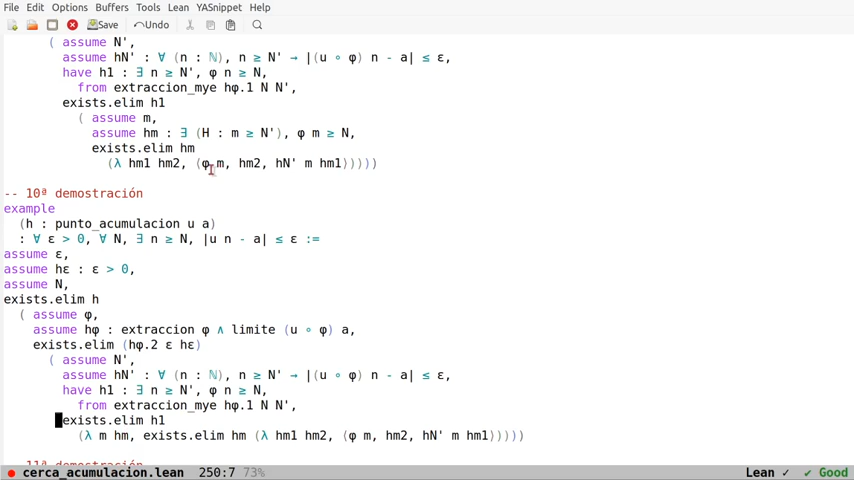 File Edit Options Buffers Tools Lean YASnippet Help
Save Undo
( assume N',
assume hN' : ∀ (n : ℕ), n ≥ N' → |(u ∘ φ) n - a| ≤ ε,
have h1 : ∃ n ≥ N', φ n ≥ N,
from extraccion_mye hφ.1 N N',
exists.elim h1
( assume m,
assume hm : ∃ (H : m ≥ N'), φ m ≥ N,
exists.elim hm
(λ hm1 hm2, ⟨φ m, hm2, hN' m hm1⟩))))
-- 10ª demostración
example
(h : punto_acumulacion u a)
: ∀ ε > 0, ∀ N, ∃ n ≥ N, |u n - a| ≤ ε :=
assume ε,
assume hε : ε > 0,
assume N,
exists.elim h
( assume φ,
assume hφ : extraccion φ ∧ limite (u ∘ φ) a,
exists.elim (hφ.2 ε hε)
( assume N',
assume hN' : ∀ (n : ℕ), n ≥ N' → |(u ∘ φ) n - a| ≤ ε,
have h1 : ∃ n ≥ N', φ n ≥ N,
from extraccion_mye hφ.1 N N',
exists.elim h1
(λ m hm, exists.elim hm (λ hm1 hm2, ⟨φ m, hm2, hN' m hm1⟩))))
-- 11ª demostración
cerca_acumulacion.lean 250:7 73% Lean ✓ ✓ Good